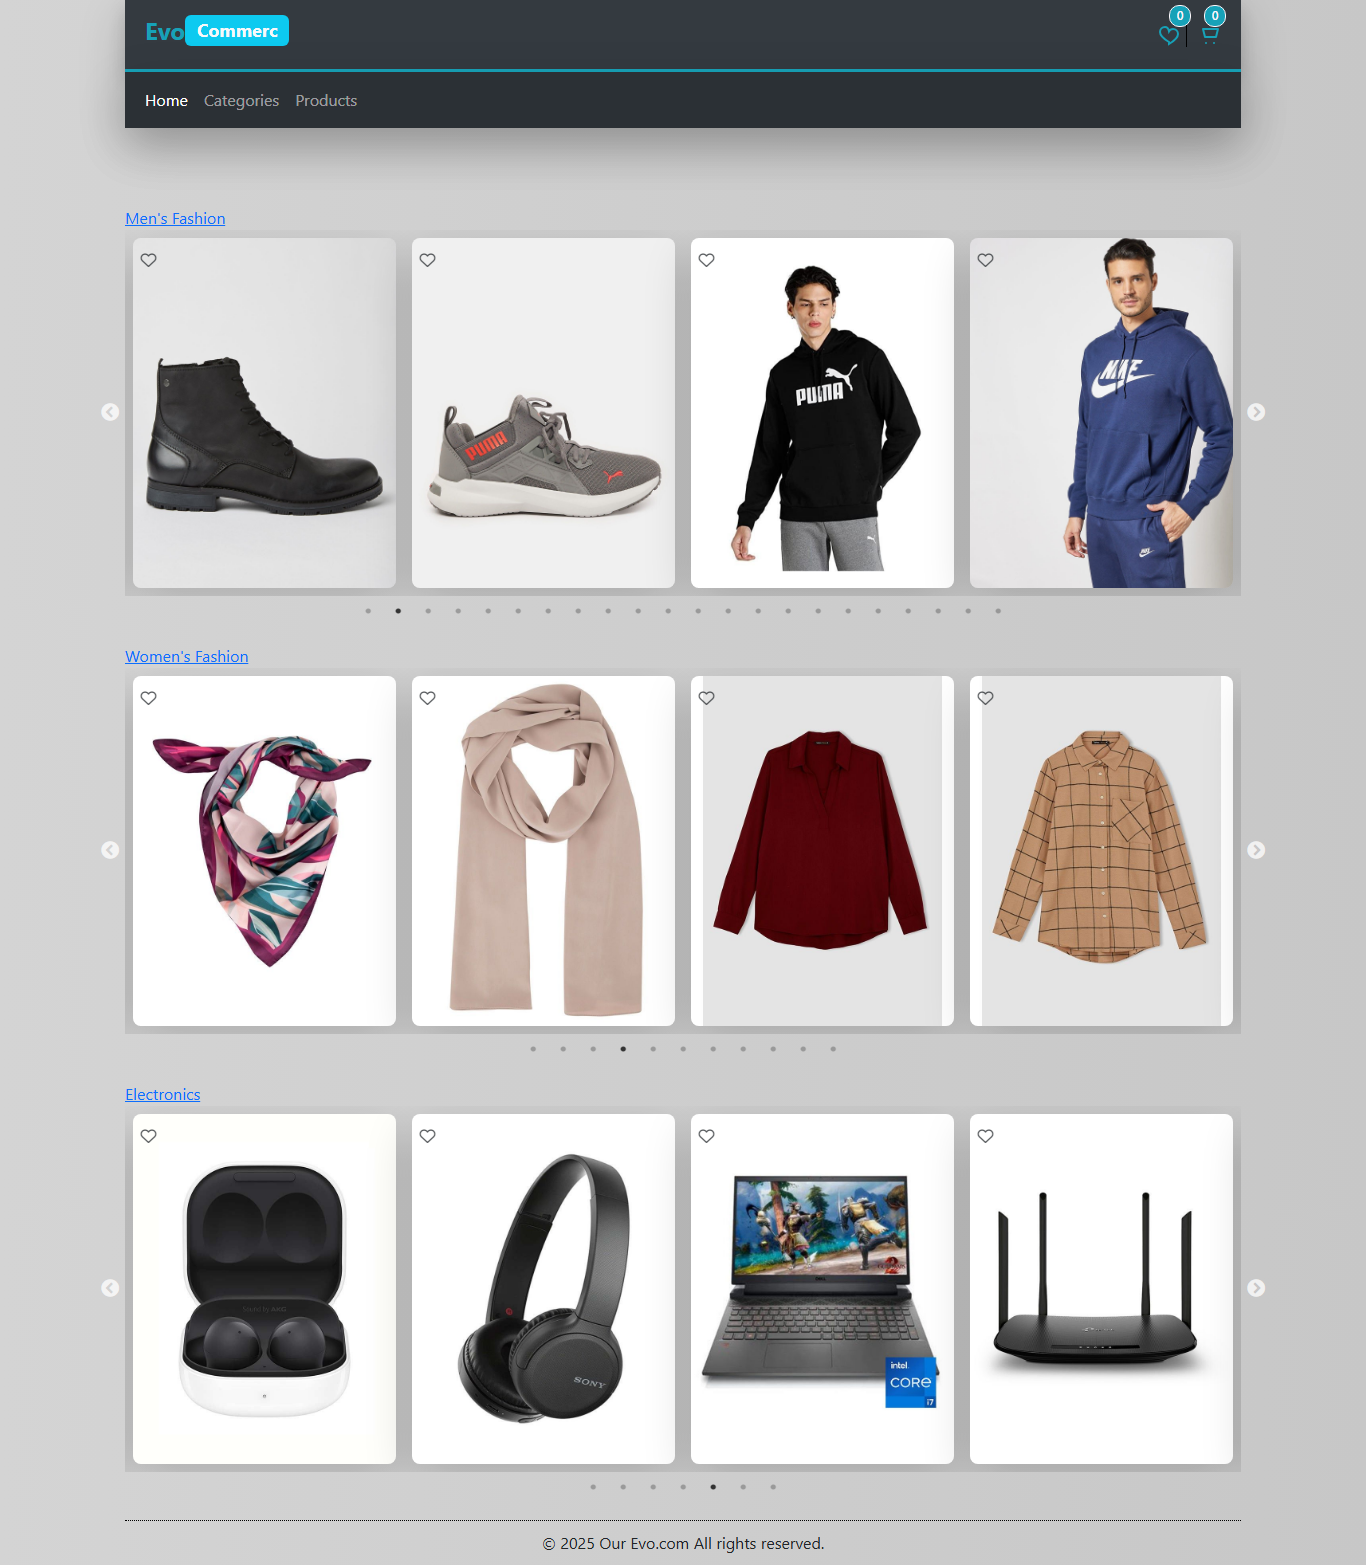 Evo Commerc
0 0
Home Categories Products
Men's Fashion
PUMA
PUMA
NIKE
Women's Fashion
Electronics
SONY
DELL
intel.
CORE
i7
© 2025 Our Evo.com All rights reserved.